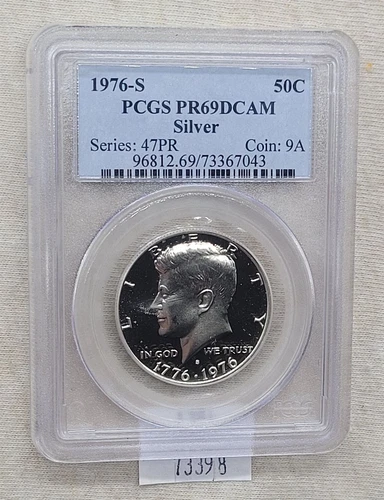 1976-S 50C
PCGS PR69DCAM
Silver
Series: 47PR Coin: 9A
96812.69/73367043
LIBERTY
IN GOD WE TRUST
S
1776·1976
73398